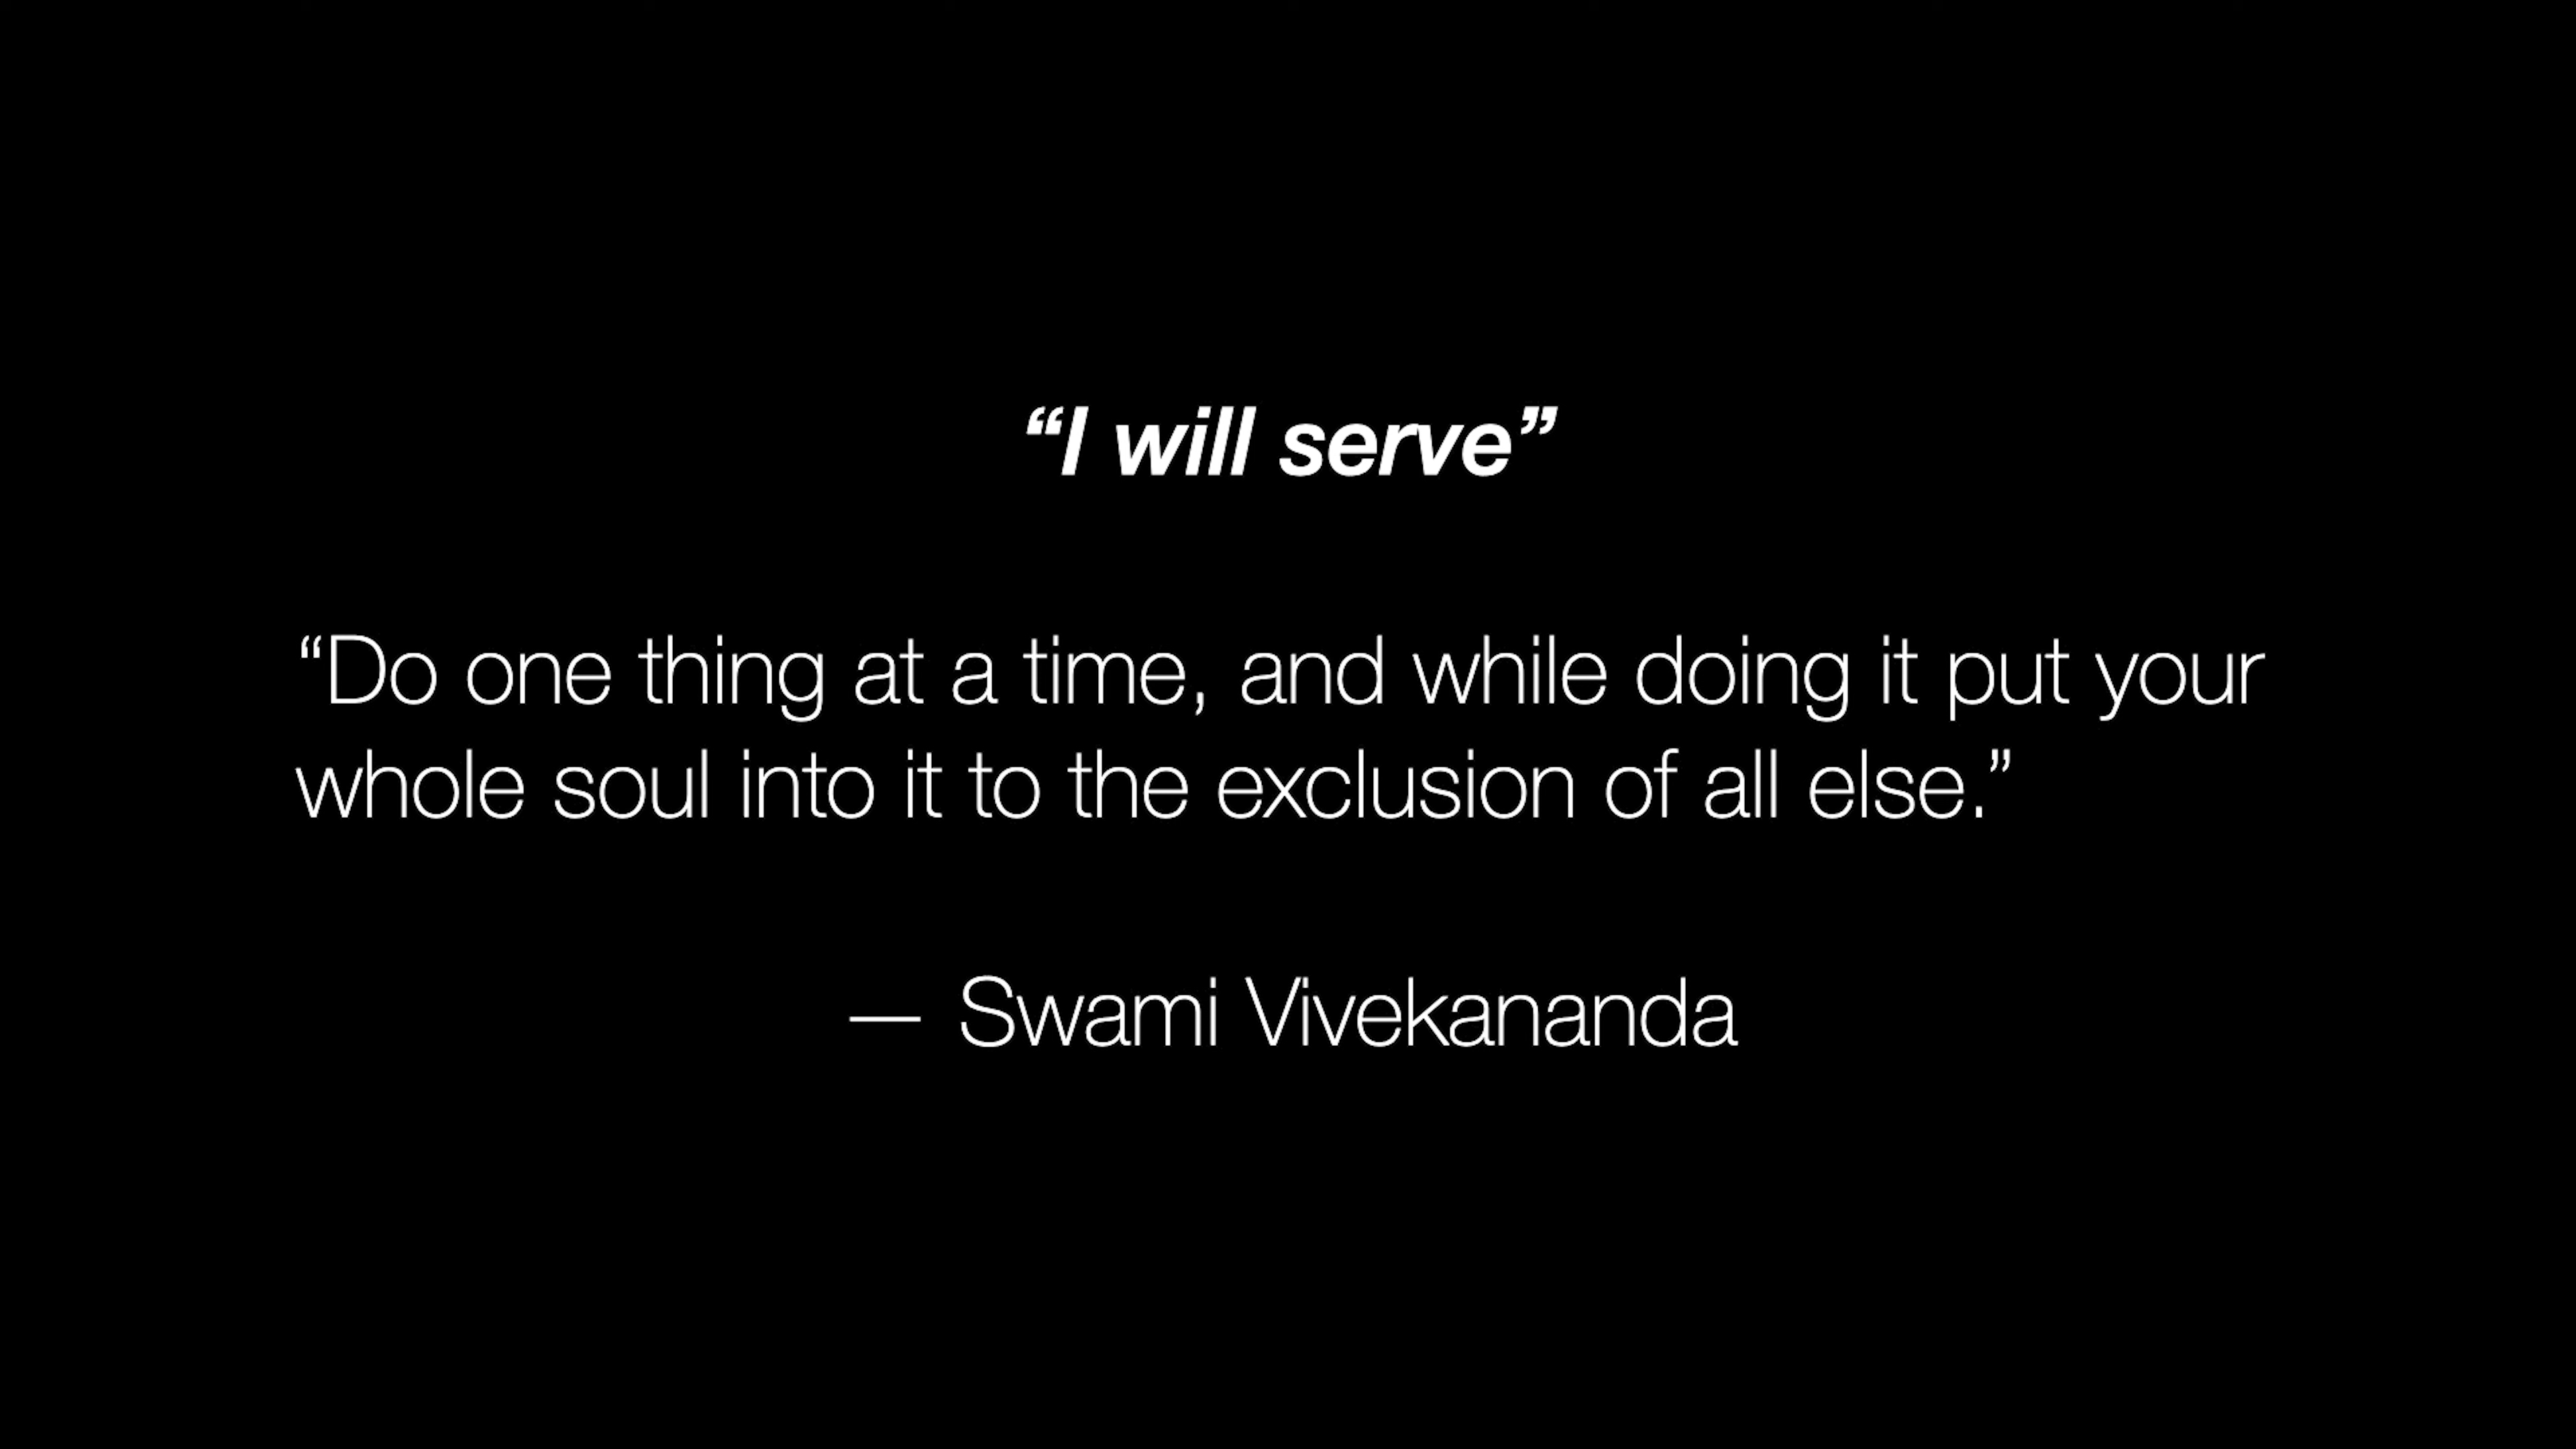 “I will serve”
“Do one thing at a time, and while doing it put your
whole soul into it to the exclusion of all else.”
— Swami Vivekananda